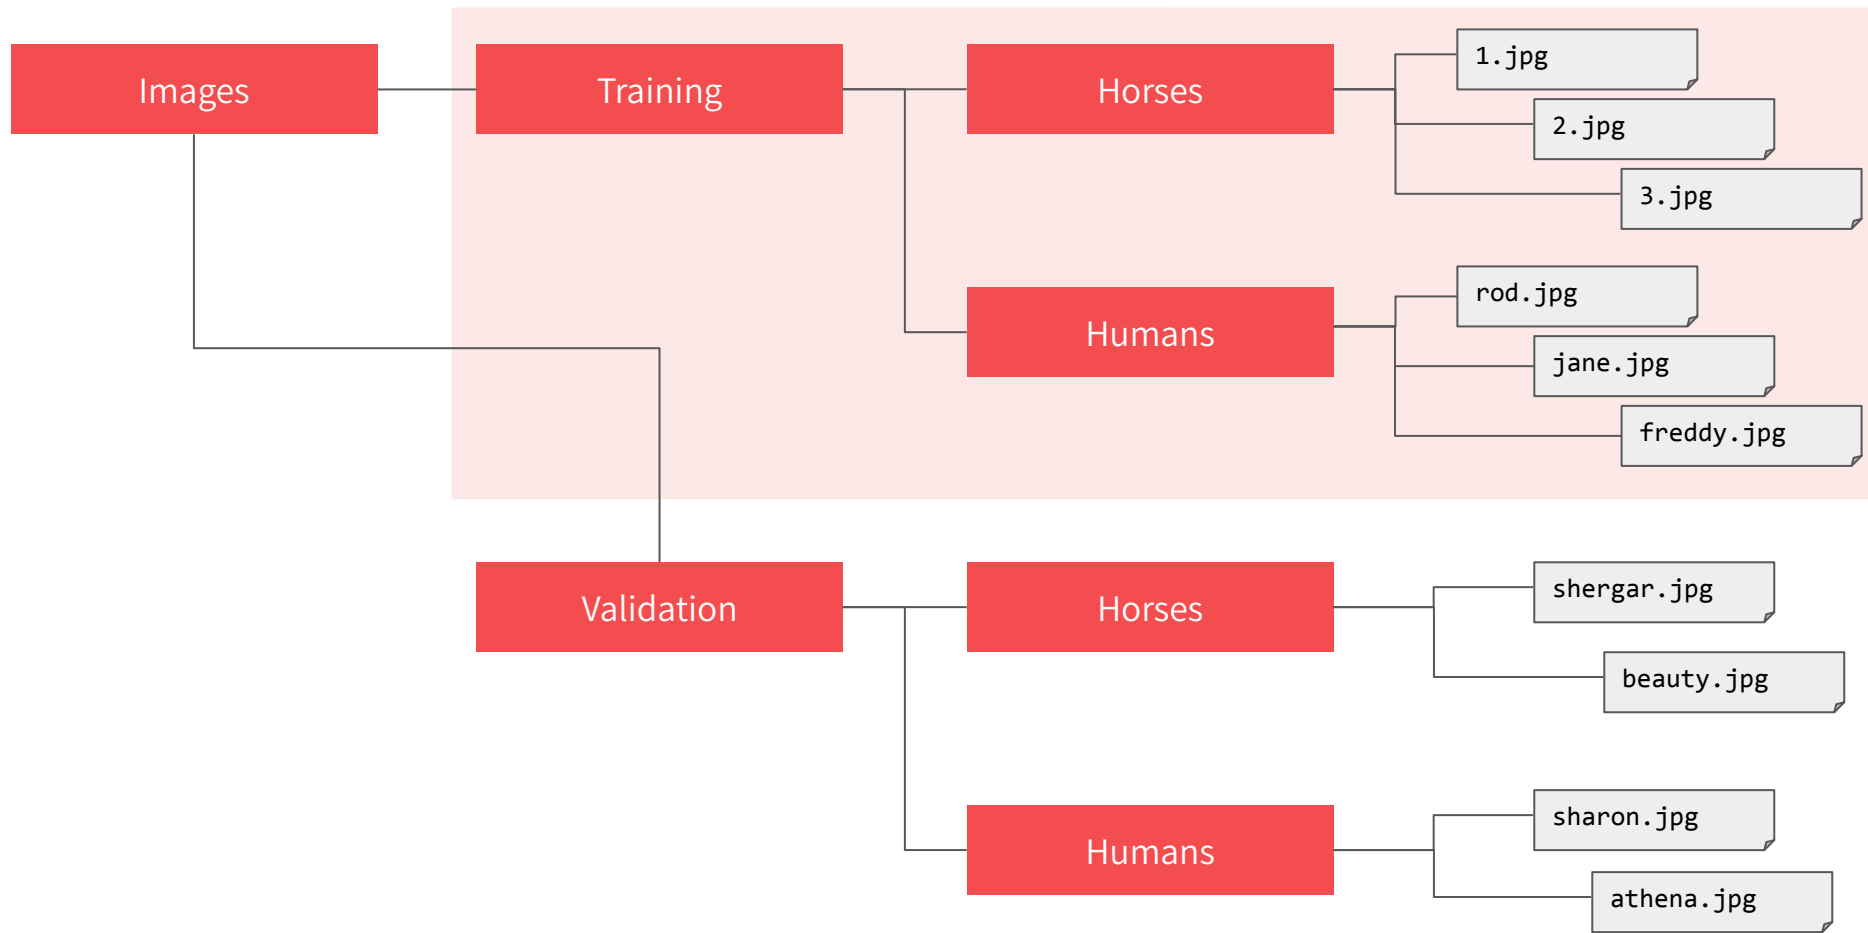 Images
Training
Horses
1.jpg
2.jpg
3.jpg
Humans
rod.jpg
jane.jpg
freddy.jpg
Validation
Horses
shergar.jpg
beauty.jpg
Humans
sharon.jpg
athena.jpg